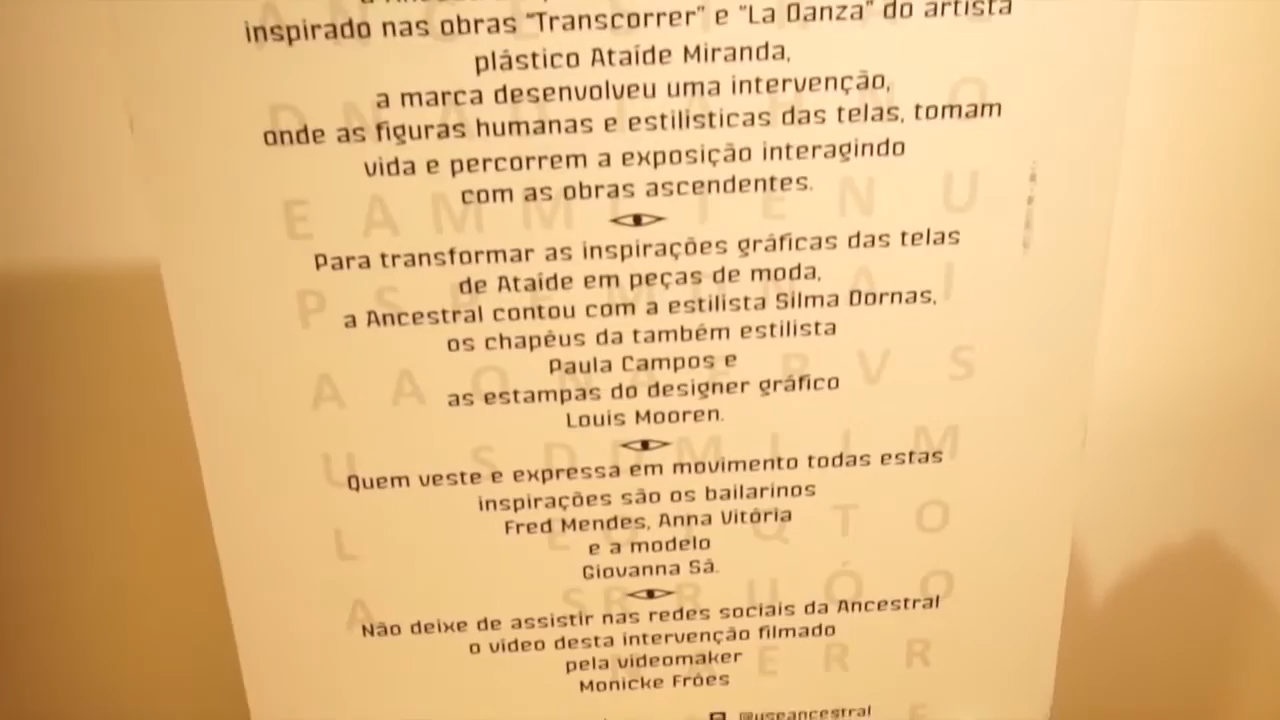 inspirado nas obras "Transcorrer" e "La Danza" do artista
plástico Ataíde Miranda,
a marca desenvolveu uma intervenção,
onde as figuras humanas e estilísticas das telas, tomam
vida e percorrem a exposição interagindo
com as obras ascendentes.
Para transformar as inspirações gráficas das telas
de Ataíde em peças de moda,
a Ancestral contou com a estilista Silma Dornas,
os chapéus da também estilista
Paula Campos e
as estampas do designer gráfico
Louis Mooren.
Quem veste e expressa em movimento todas estas
inspirações são os bailarinos
Fred Mendes, Anna Vitória
e a modelo
Giovanna Sá.
Não deixe de assistir nas redes sociais da Ancestral
o vídeo desta intervenção filmado
pela videomaker
Monicke Fróes
@useancestral